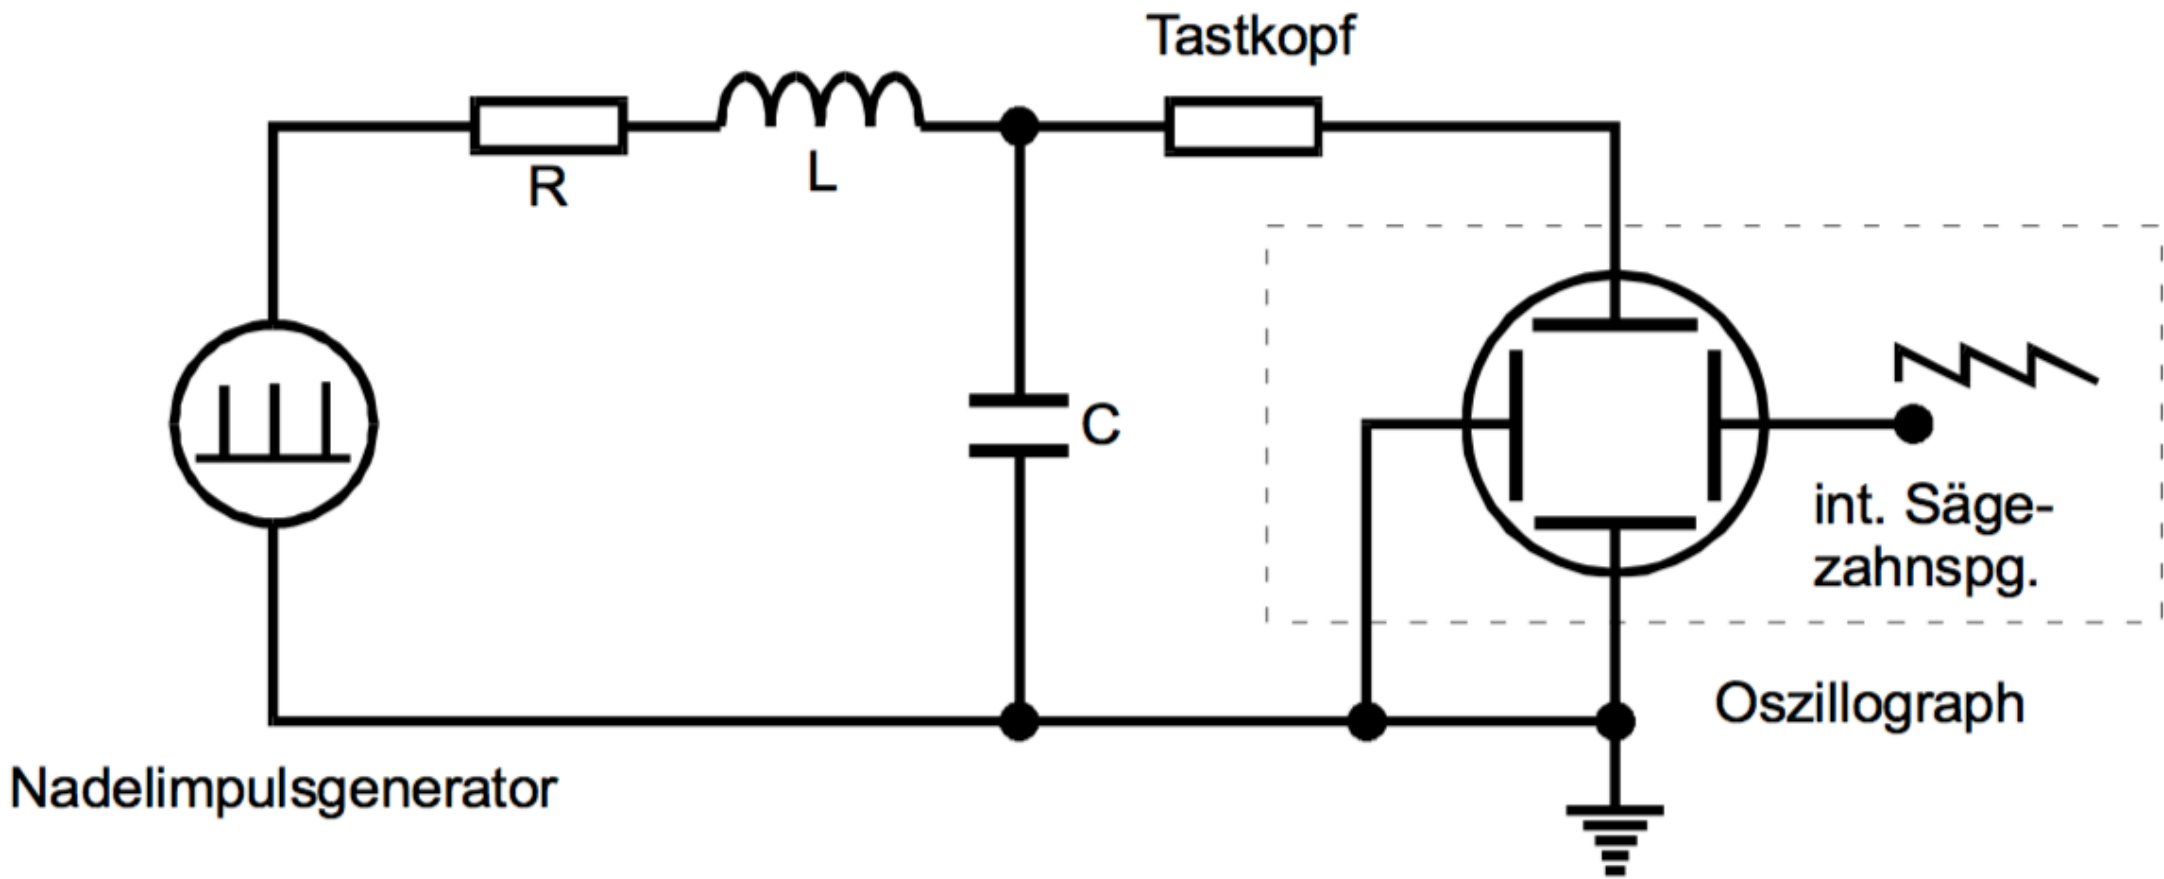 Tastkopf
R
L
C
int. Säge-
zahnspg.
Oszillograph
Nadelimpulsgenerator